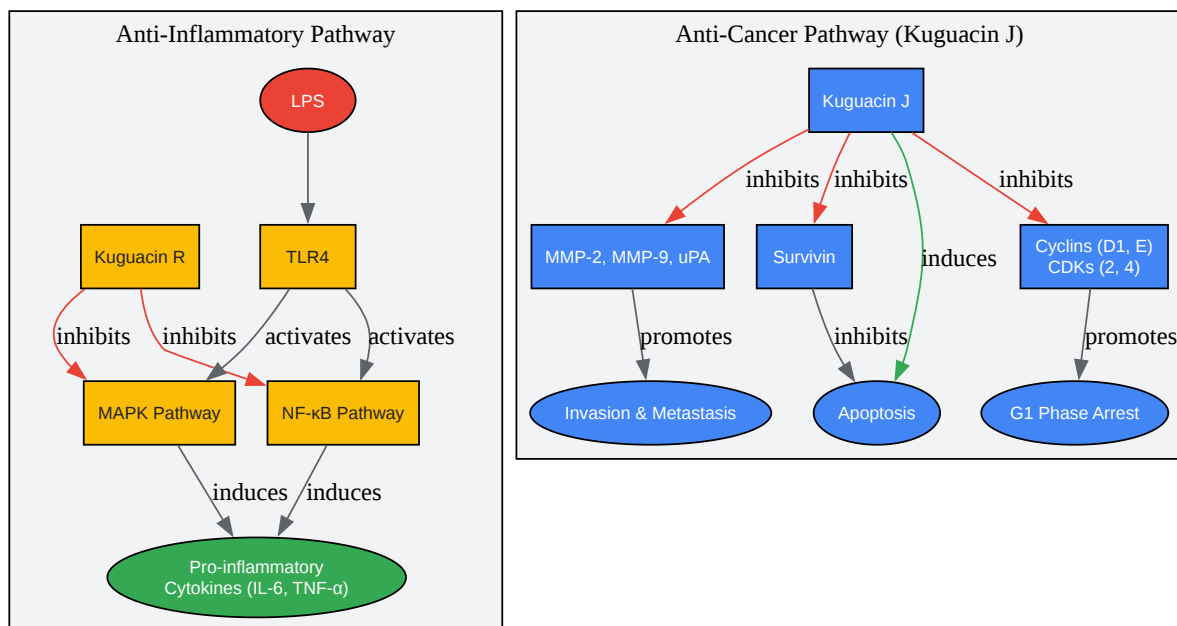 Anti-Inflammatory Pathway
LPS
Kuguacin R
TLR4
inhibits
inhibits
activates
activates
MAPK Pathway
NF-κB Pathway
induces
induces
Pro-inflammatory
Cytokines (IL-6, TNF-α)
Anti-Cancer Pathway (Kuguacin J)
Kuguacin J
inhibits
inhibits
inhibits
MMP-2, MMP-9, uPA
Survivin
induces
Cyclins (D1, E)
CDKs (2, 4)
promotes
inhibits
promotes
Invasion & Metastasis
Apoptosis
G1 Phase Arrest